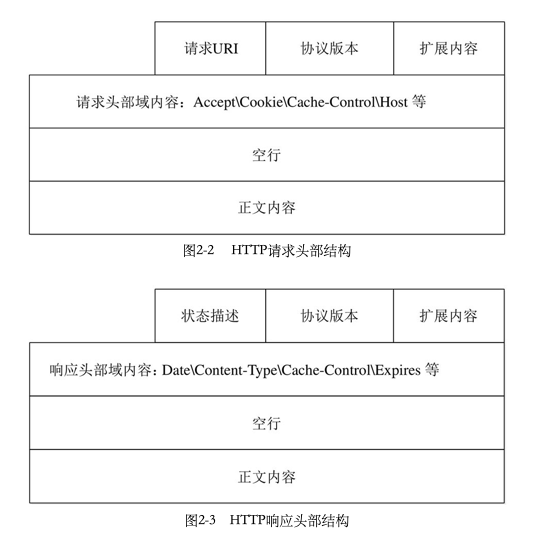 请求URI 协议版本 扩展内容
请求头部域内容：Accept\Cookie\Cache-Control\Host 等
空行
正文内容
图2-2 HTTP请求头部结构
状态描述 协议版本 扩展内容
响应头部域内容：Date\Content-Type\Cache-Control\Expires 等
空行
正文内容
图2-3 HTTP响应头部结构